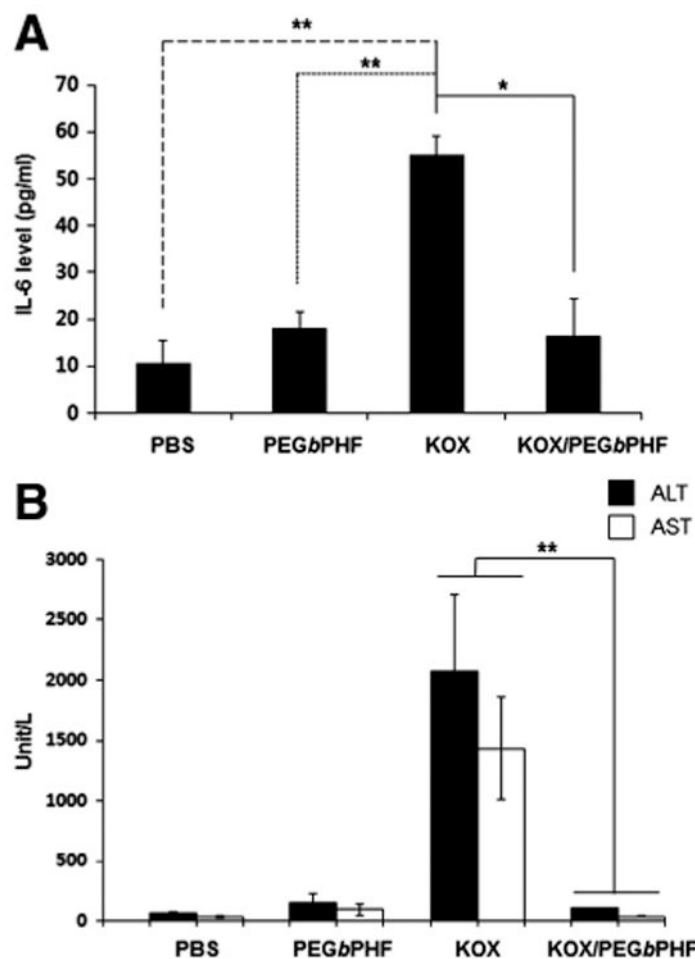 A
**
**
*
70
60
50
40
30
20
10
0
IL-6 level (pg/ml)
PBS PEGbPHF KOX KOX/PEGbPHF
B
ALT
AST
**
3000
2500
2000
1500
1000
500
0
Unit/L
PBS PEGbPHF KOX KOX/PEGbPHF